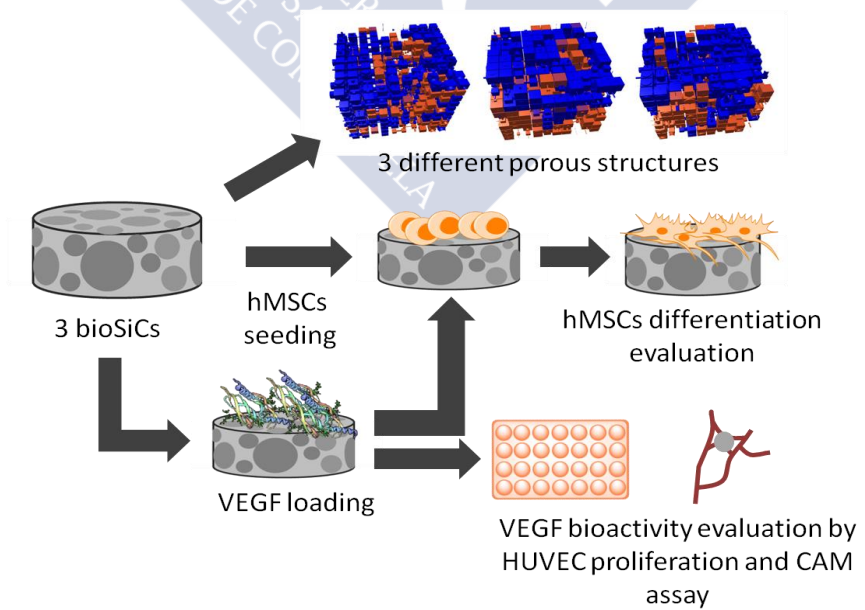 3 different porous structures
3 bioSiCs
hMSCs
seeding
hMSCs differentiation
evaluation
VEGF loading
VEGF bioactivity evaluation by
HUVEC proliferation and CAM
assay